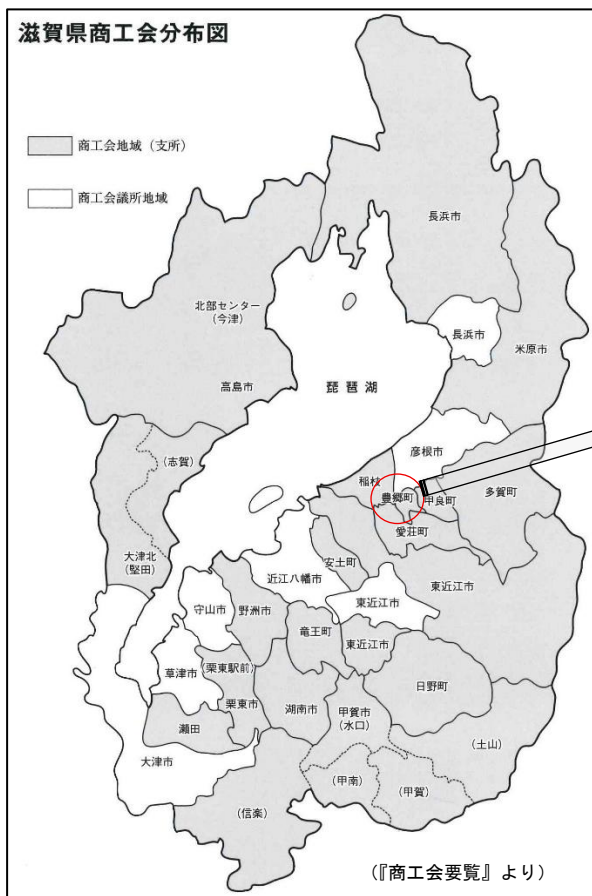 滋賀県商工会分布図
商工会地域（支所）
商工会議所地域
長浜市
北部センター
（今津）
長浜市
米原市
高島市
琵琶湖
彦根市
（志賀）
稲枝
豊郷町
甲良町
多賀町
愛荘町
大津北
（堅田）
安土町
近江八幡市
東近江市
東近江市
守山市
野洲市
竜王町
東近江市
草津市
（栗東駅前）
栗東市
日野町
湖南市
甲賀市
（水口）
瀬田
（土山）
大津市
（甲南）
（甲賀）
（信楽）
（『商工会要覧』より）